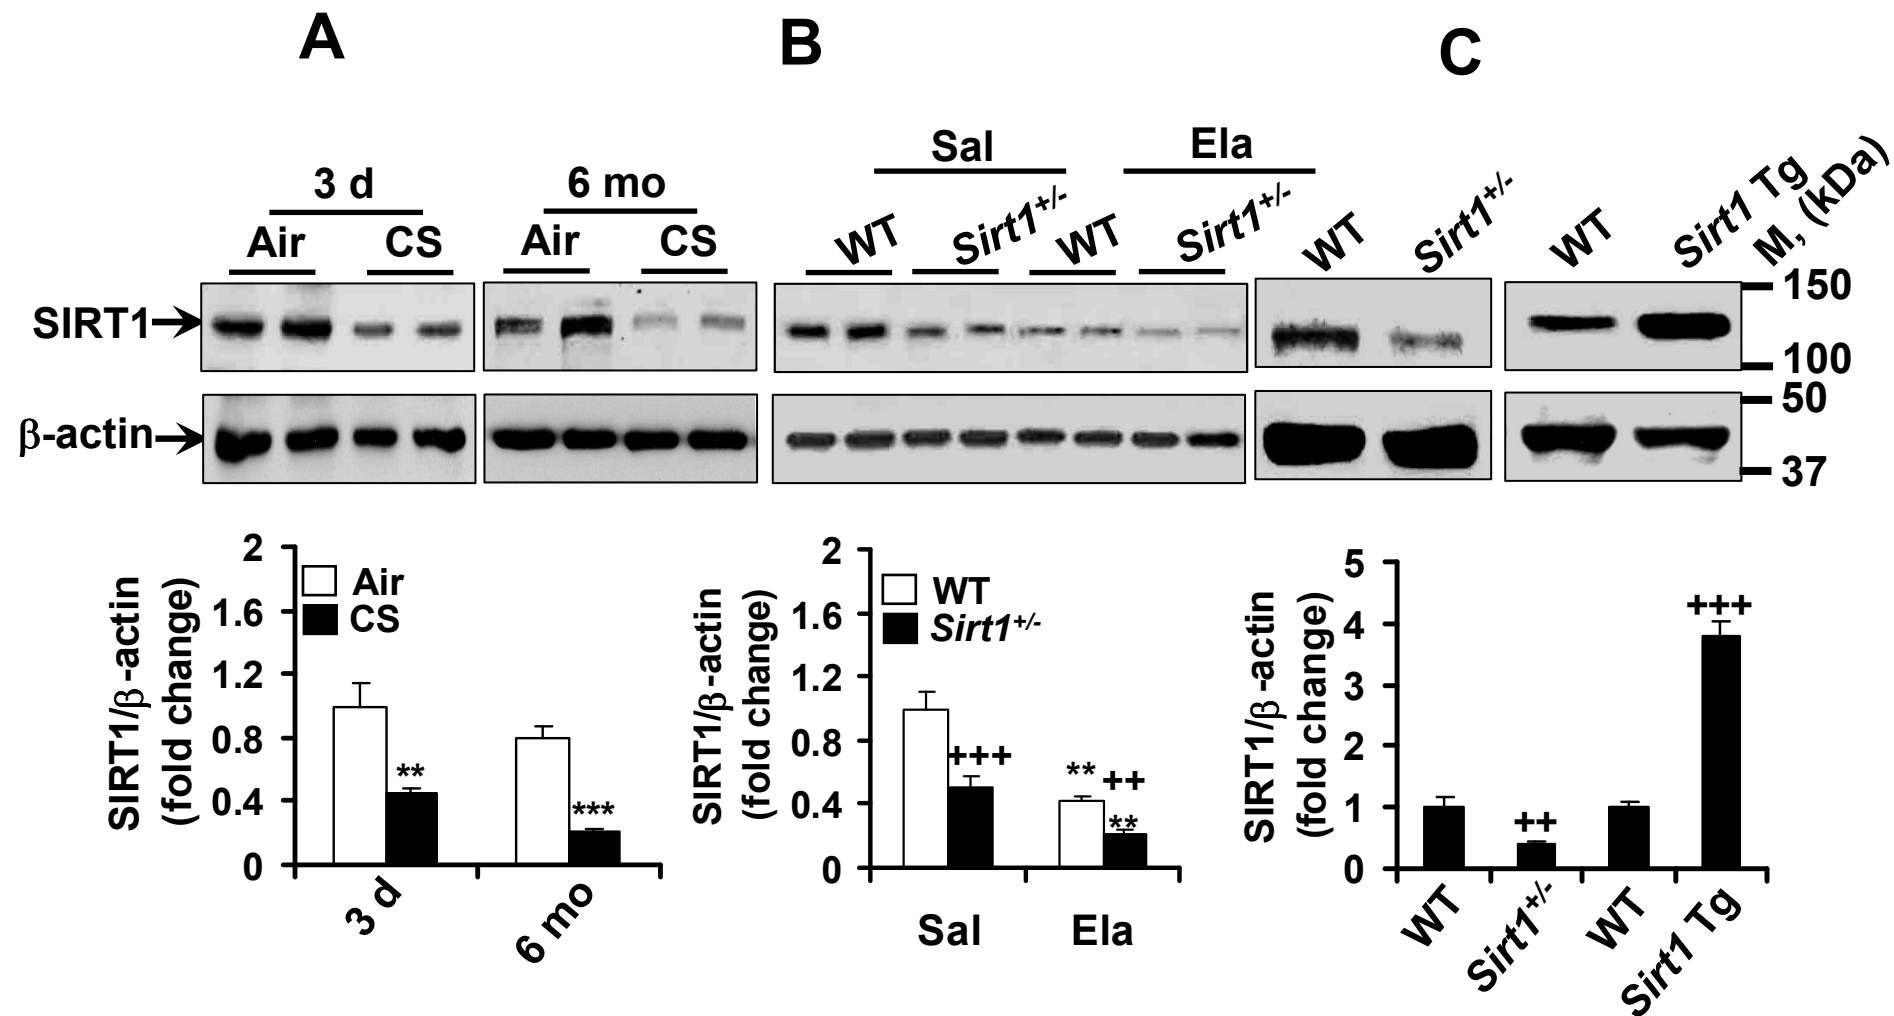 A
B
C
3 d
6 mo
Sal
Ela
Air
CS
Air
CS
WT
Sirt1+/-
WT
Sirt1+/-
WT
Sirt1+/-
WT
Sirt1 Tg
M, (kDa)
SIRT1
150
100
β-actin
50
37
SIRT1/β-actin
(fold change)
2
1.6
1.2
0.8
0.4
0
Air
CS
**
***
3 d
6 mo
SIRT1/β-actin
(fold change)
2
1.6
1.2
0.8
0.4
0
WT
Sirt1+/-
+++
**
++
**
Sal
Ela
SIRT1/β-actin
(fold change)
5
4
3
2
1
0
++
+++
WT
Sirt1+/-
WT
Sirt1 Tg